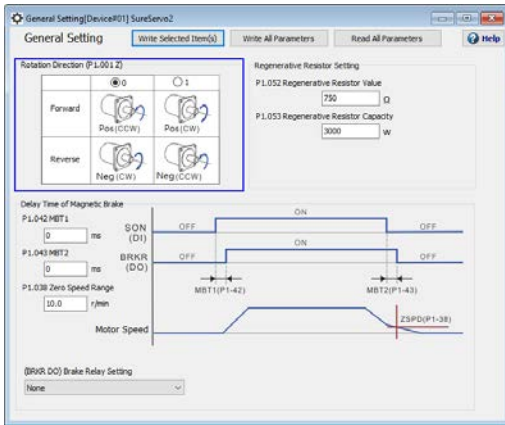 General Setting[Device#01] SureServo2
General Setting
Write Selected Item(s)
Write All Parameters
Read All Parameters
Help
Rotation Direction (P1.001 Z)
0
1
Forward
Pos(CCW)
Pos(CW)
Reverse
Neg(CW)
Neg(CCW)
Regenerative Resistor Setting
P1.052 Regenerative Resistor Value
750 Ω
P1.053 Regenerative Resistor Capacity
3000 W
Delay Time of Magnetic Brake
P1.042 MBT1
0 ms
P1.043 MBT2
0 ms
P1.038 Zero Speed Range
10.0 r/min
SON (DI)
OFF
ON
OFF
BRKR (DO)
OFF
ON
OFF
MBT1(P1-42)
MBT2(P1-43)
Motor Speed
ZSPD(P1-38)
(BRKR DO) Brake Relay Setting
None